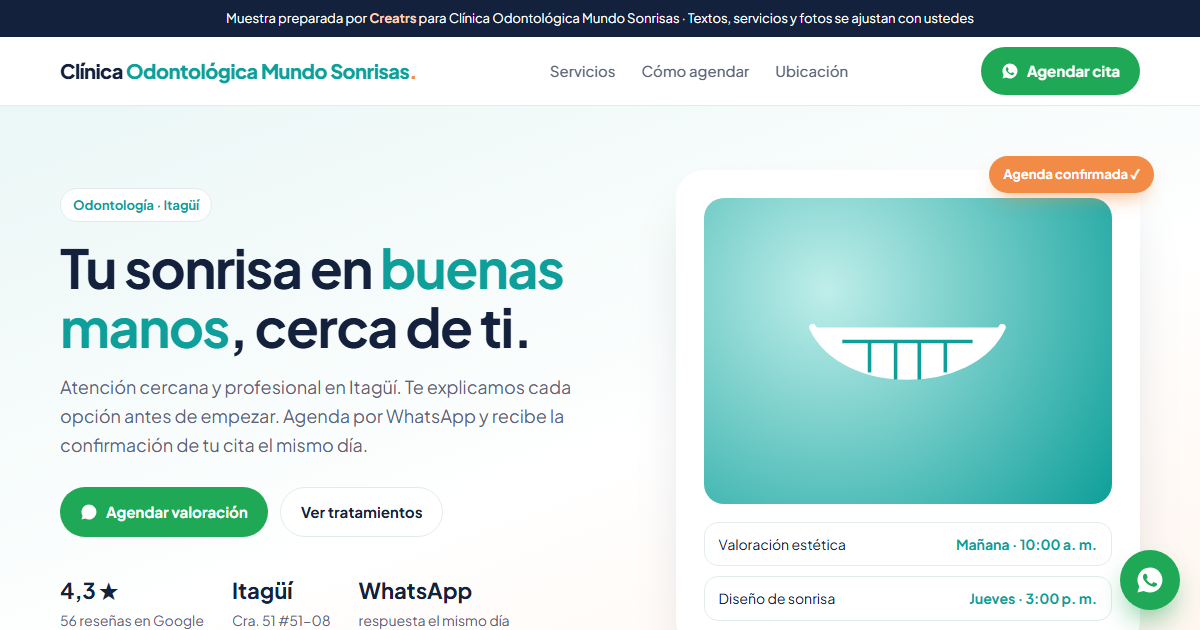 Muestra preparada por Creatrs para Clínica Odontológica Mundo Sonrisas · Textos, servicios y fotos se ajustan con ustedes
Clínica Odontológica Mundo Sonrisas.
Servicios
Cómo agendar
Ubicación
Agendar cita
Agenda confirmada ✓
Odontología · Itagüí
Tu sonrisa en buenas
manos, cerca de ti.
Atención cercana y profesional en Itagüí. Te explicamos cada
opción antes de empezar. Agenda por WhatsApp y recibe la
confirmación de tu cita el mismo día.
Agendar valoración
Ver tratamientos
4,3 ★
56 reseñas en Google
Itagüí
Cra. 51 #51–08
WhatsApp
respuesta el mismo día
Valoración estética
Mañana · 10:00 a. m.
Diseño de sonrisa
Jueves · 3:00 p. m.